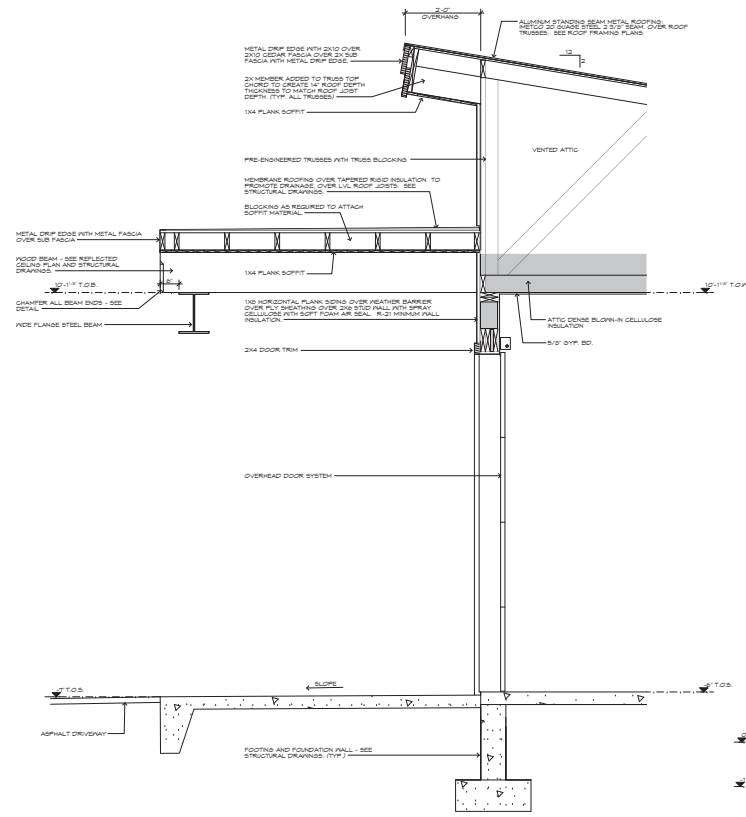 2'-0"
OVERHANG
ALUMINUM STANDING SEAM METAL ROOFING:
IMETCO 20 GUAGE STEEL 2 3/8" SEAM. OVER ROOF
TRUSSES. SEE ROOF FRAMING PLANS.
METAL DRIP EDGE WITH 2X10 OVER
2X10 CEDAR FASCIA OVER 2X SUB
FASCIA WITH METAL DRIP EDGE.
12
2
2X MEMBER ADDED TO TRUSS TOP
CHORD TO CREATE 14" ROOF DEPTH
THICKNESS TO MATCH ROOF JOIST
DEPTH. (TYP. ALL TRUSSES)
1X4 PLANK SOFFIT
VENTED ATTIC
PRE-ENGINEERED TRUSSES WITH TRUSS BLOCKING
MEMBRANE ROOFING OVER TAPERED RIGID INSULATION TO
PROMOTE DRAINAGE, OVER LVL ROOF JOISTS. SEE
STRUCTURAL DRAWINGS.
BLOCKING AS REQUIRED TO ATTACH
SOFFIT MATERIAL.
METAL DRIP EDGE WITH METAL FASCIA
OVER SUB FASCIA
WOOD BEAM - SEE REFLECTED
CEILING PLAN AND STRUCTURAL
DRAWINGS.
1X4 PLANK SOFFIT
8"
10'-1 1/2" T.O.B.
10'-1 1/2" T.O.W.
CHAMFER ALL BEAM ENDS - SEE
DETAIL
1X6 HORIZONTAL PLANK SIDING OVER WEATHER BARRIER
OVER PLY SHEATHING OVER 2X6 STUD WALL WITH SPRAY
CELLULOSE WITH SOFT FOAM AIR SEAL. R-21 MINIMUM WALL
INSULATION.
WIDE FLANGE STEEL BEAM
ATTIC DENSE BLOWN-IN CELLULOSE
INSULATION
5/8" GYP. BD.
2X4 DOOR TRIM
OVERHEAD DOOR SYSTEM
SLOPE
-7" T.O.S.
-6" T.O.S.
ASPHALT DRIVEWAY
FOOTING AND FOUNDATION WALL - SEE
STRUCTURAL DRAWINGS. (TYP.)